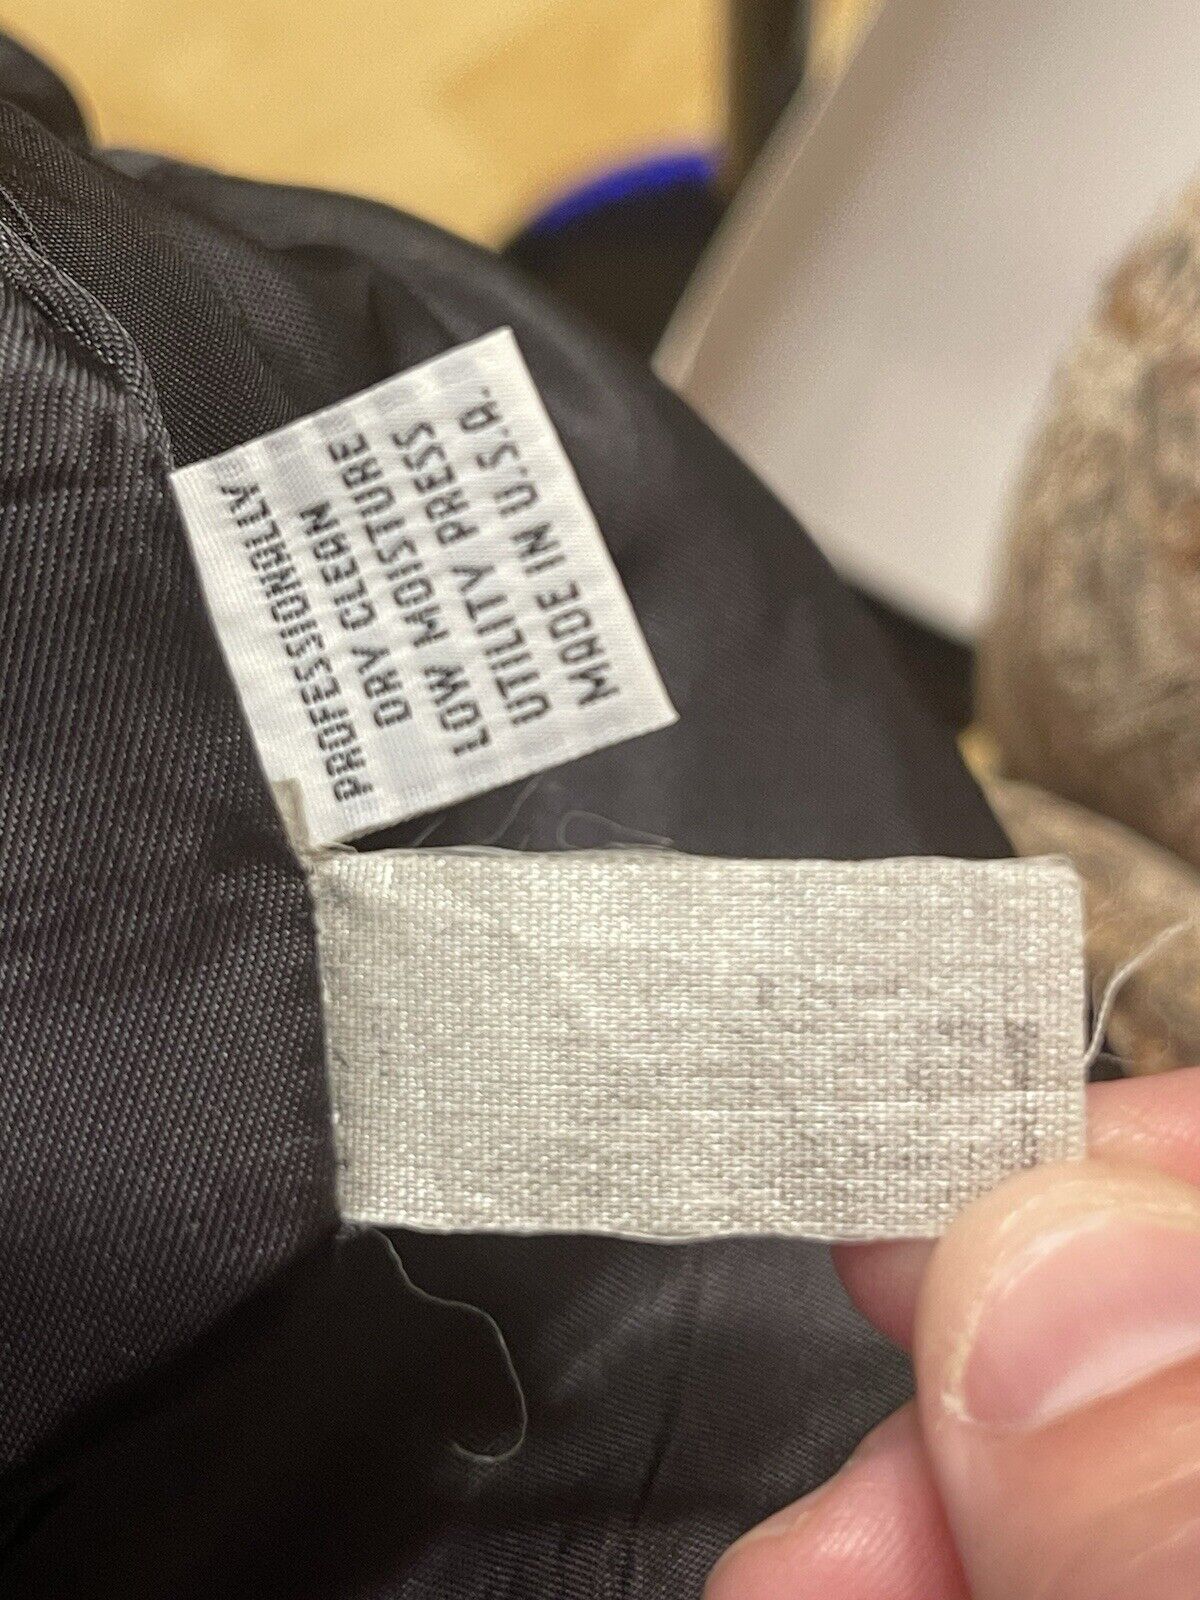 PROFESSIONALLY
DRY CLEAN
LOW MOISTURE
UTILITY PRESS
MADE IN U.S.A.